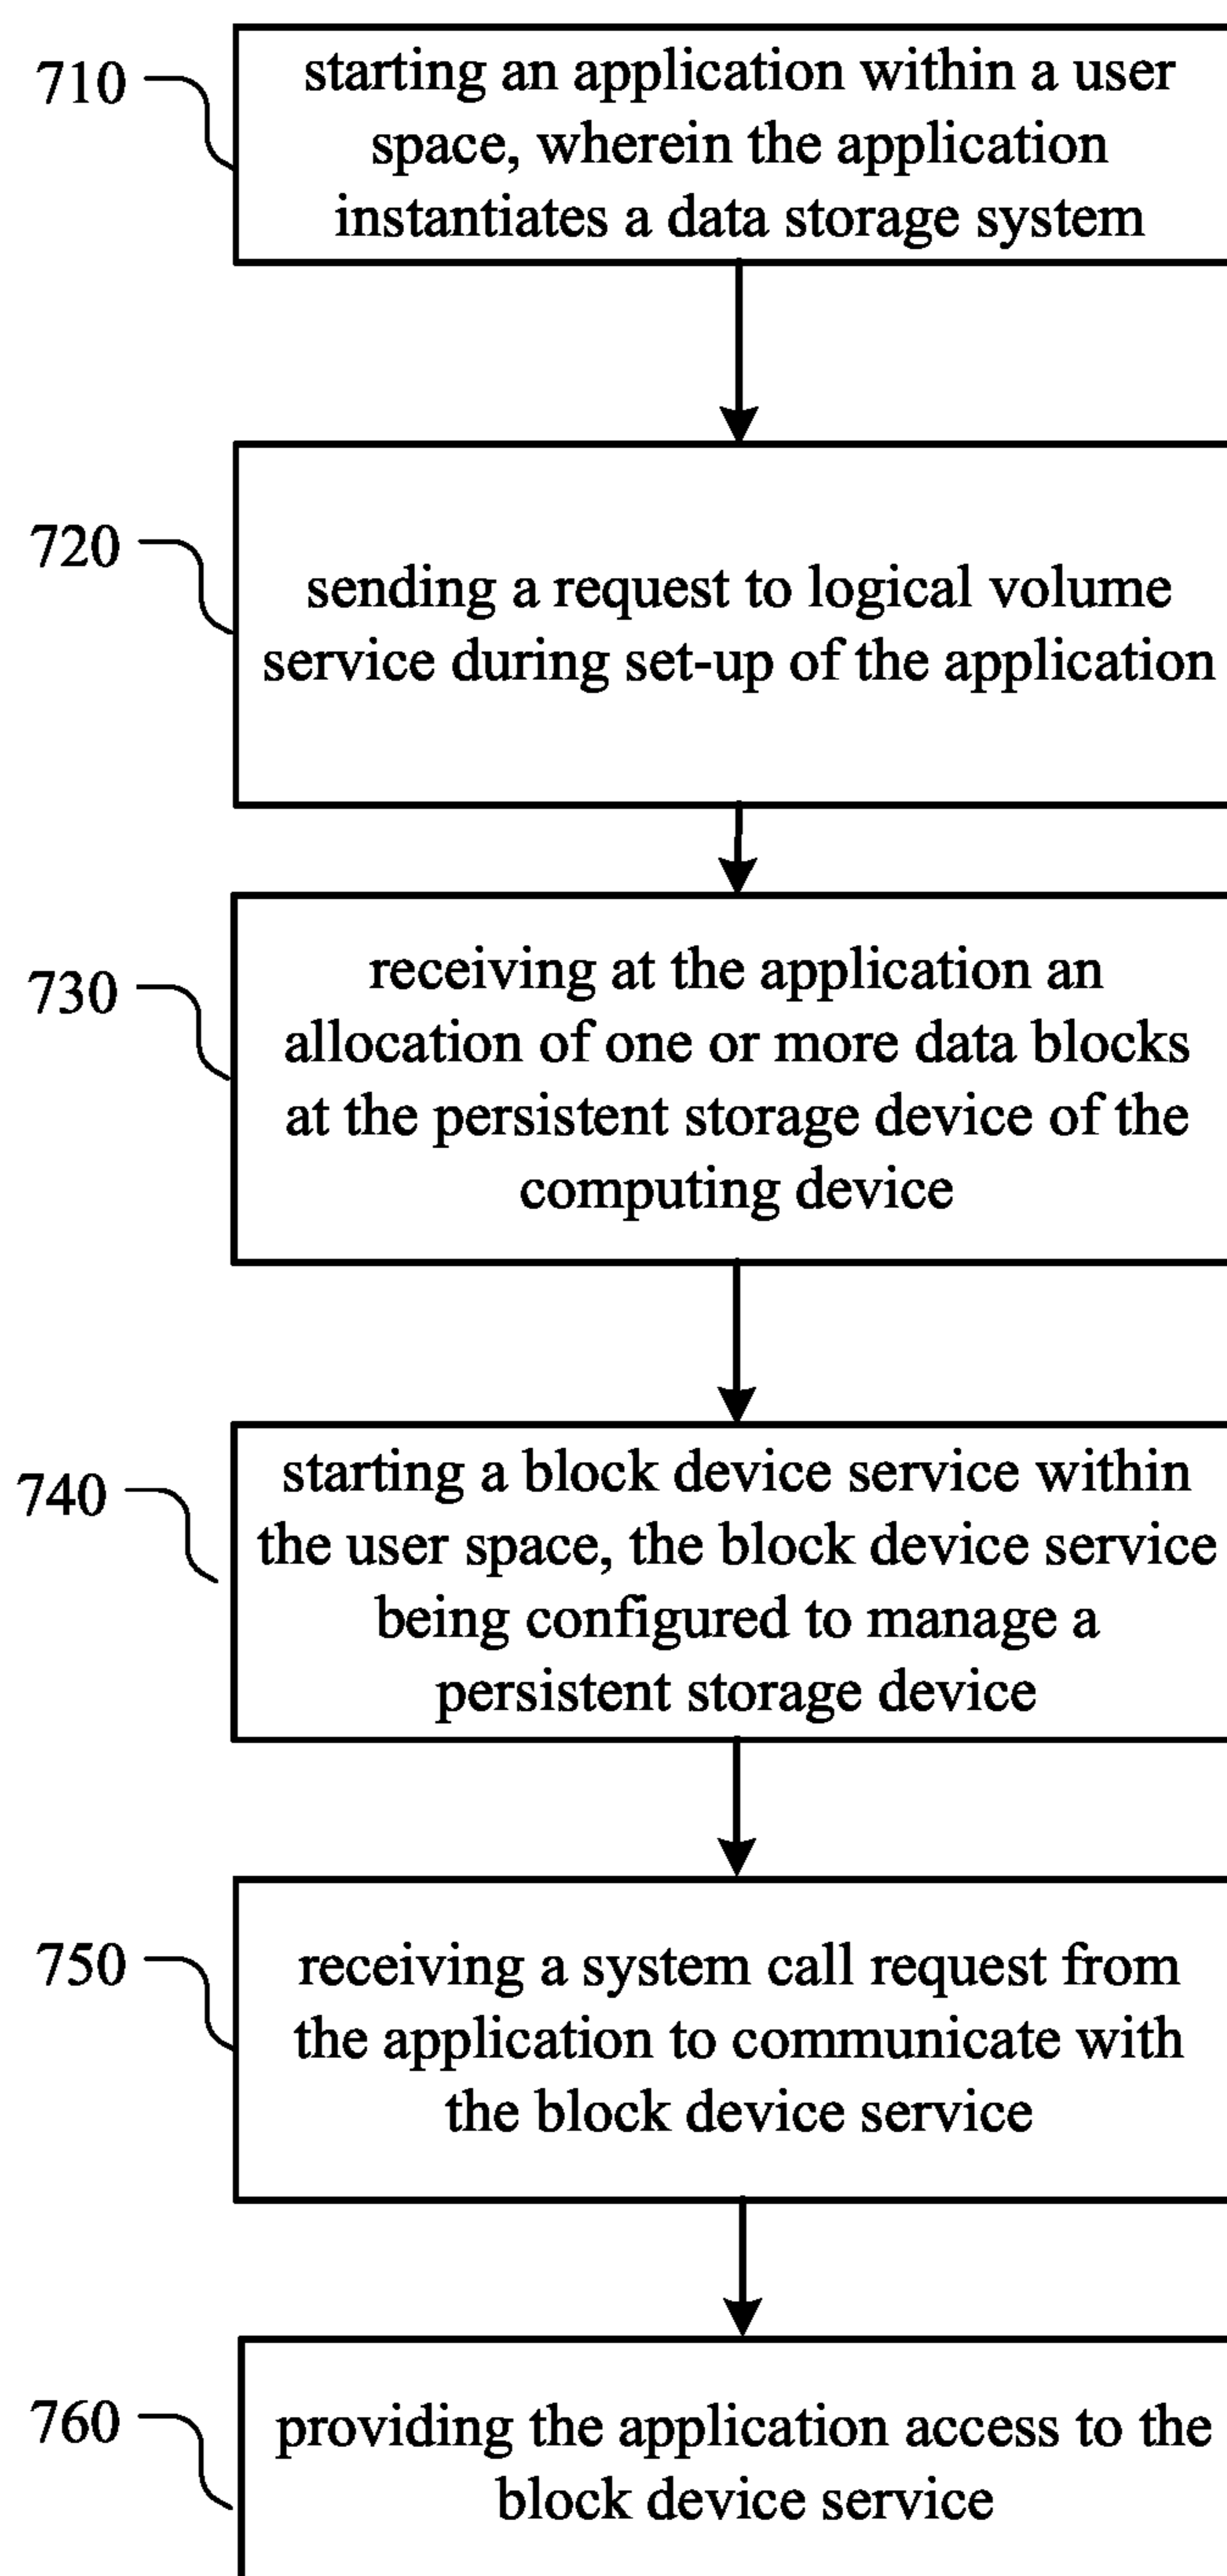 710
starting an application within a user
space, wherein the application
instantiates a data storage system
720
sending a request to logical volume
service during set-up of the application
730
receiving at the application an
allocation of one or more data blocks
at the persistent storage device of the
computing device
740
starting a block device service within
the user space, the block device service
being configured to manage a
persistent storage device
750
receiving a system call request from
the application to communicate with
the block device service
760
providing the application access to the
block device service